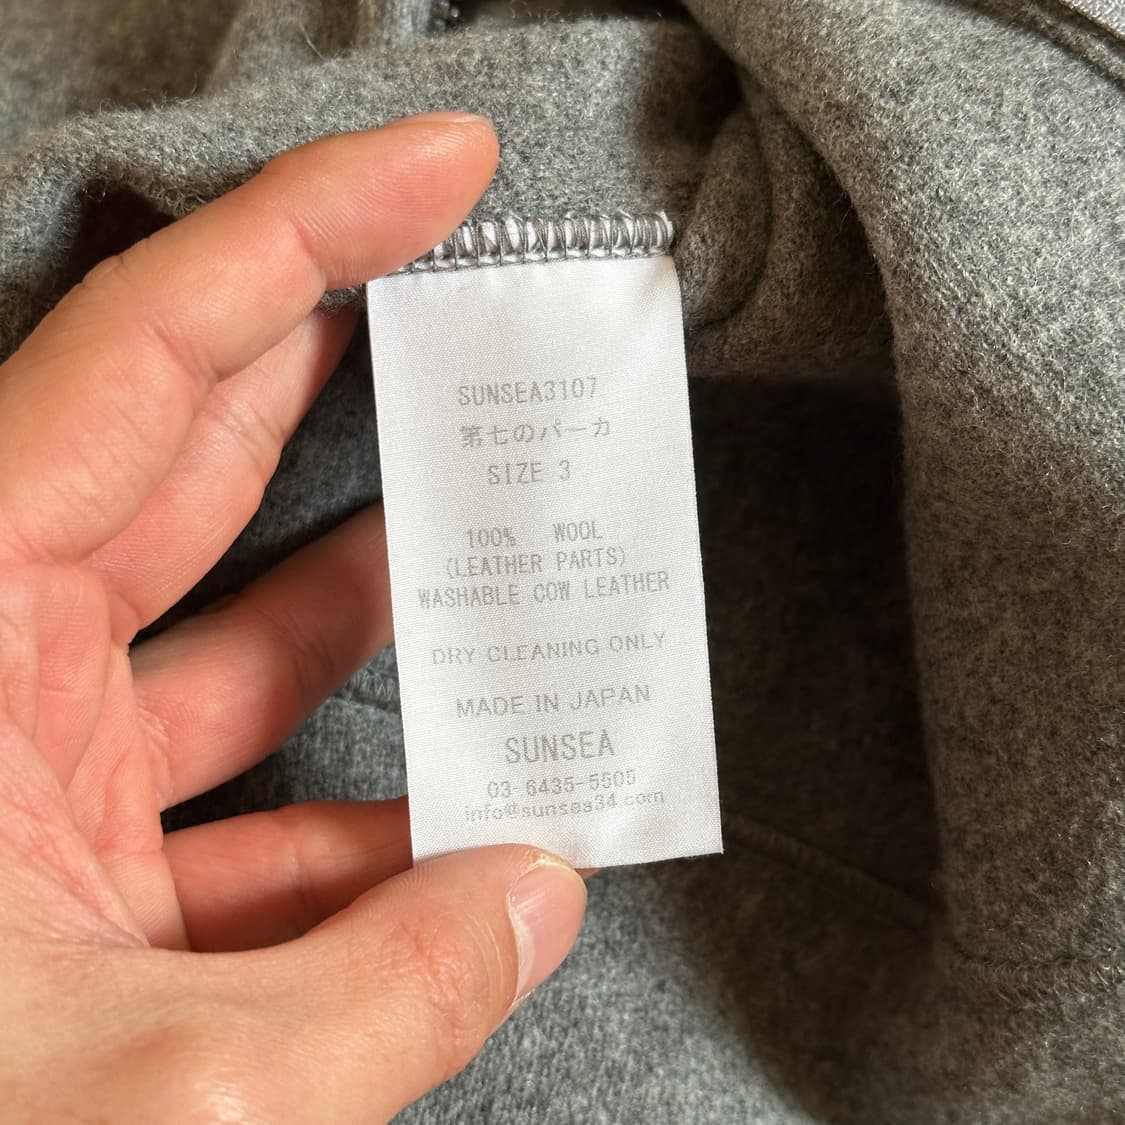 SUNSEA3107
第七のパーカ
SIZE 3
100% WOOL
(LEATHER PARTS)
WASHABLE COW LEATHER
DRY CLEANING ONLY
MADE IN JAPAN
SUNSEA
03-6435-5505
info@sunsea34.com